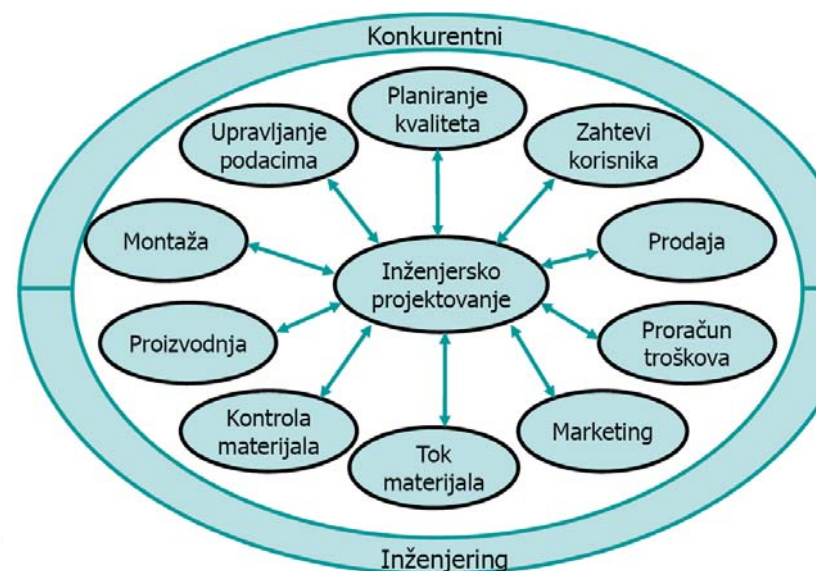 Konkurentni
Planiranje
kvaliteta
Upravljanje
podacima
Zahtevi
korisnika
Montaža
Prodaja
Inženjersko
projektovanje
Proizvodnja
Proračun
troškova
Kontrola
materijala
Marketing
Tok
materijala
Inženjering